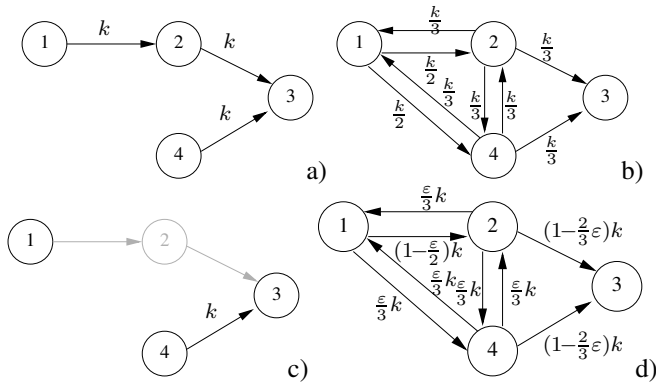 1 k 2 k 3 k 4 a)
1 k/3 2 k/2 k/3 k/2 k/3 k/3 k/3 3 4 k/3 b)
1 2 3 k 4 c)
1 ε/3 k 2 (1−ε/2)k (1−2/3 ε)k ε/3 k ε/3 k ε/3 k ε/3 k 3 4 (1−2/3 ε)k d)